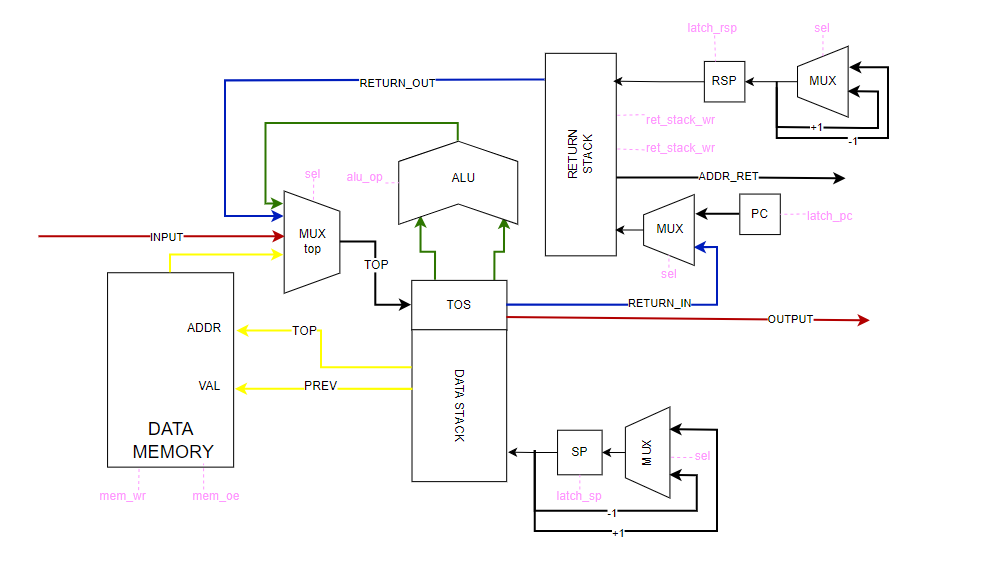 latch_rsp
sel
RETURN_OUT
RSP
MUX
+1
-1
ret_stack_wr
ret_stack_wr
RETURN
STACK
sel
alu_op
ALU
ADDR_RET
PC
latch_pc
MUX
sel
INPUT
MUX
top
TOP
TOS
RETURN_IN
OUTPUT
ADDR
TOP
VAL
PREV
DATA STACK
DATA
MEMORY
mem_wr
mem_oe
SP
MUX
sel
latch_sp
-1
+1